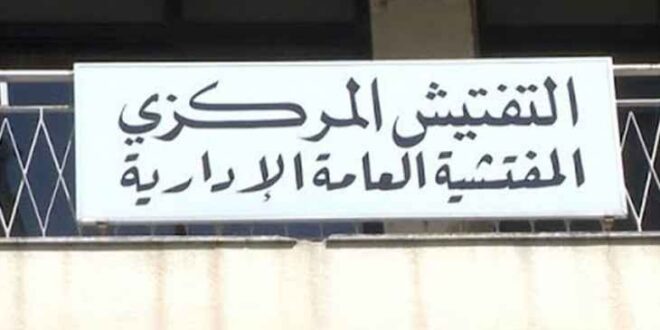 التفتيش المركزي
المفتشية العامة الإدارية